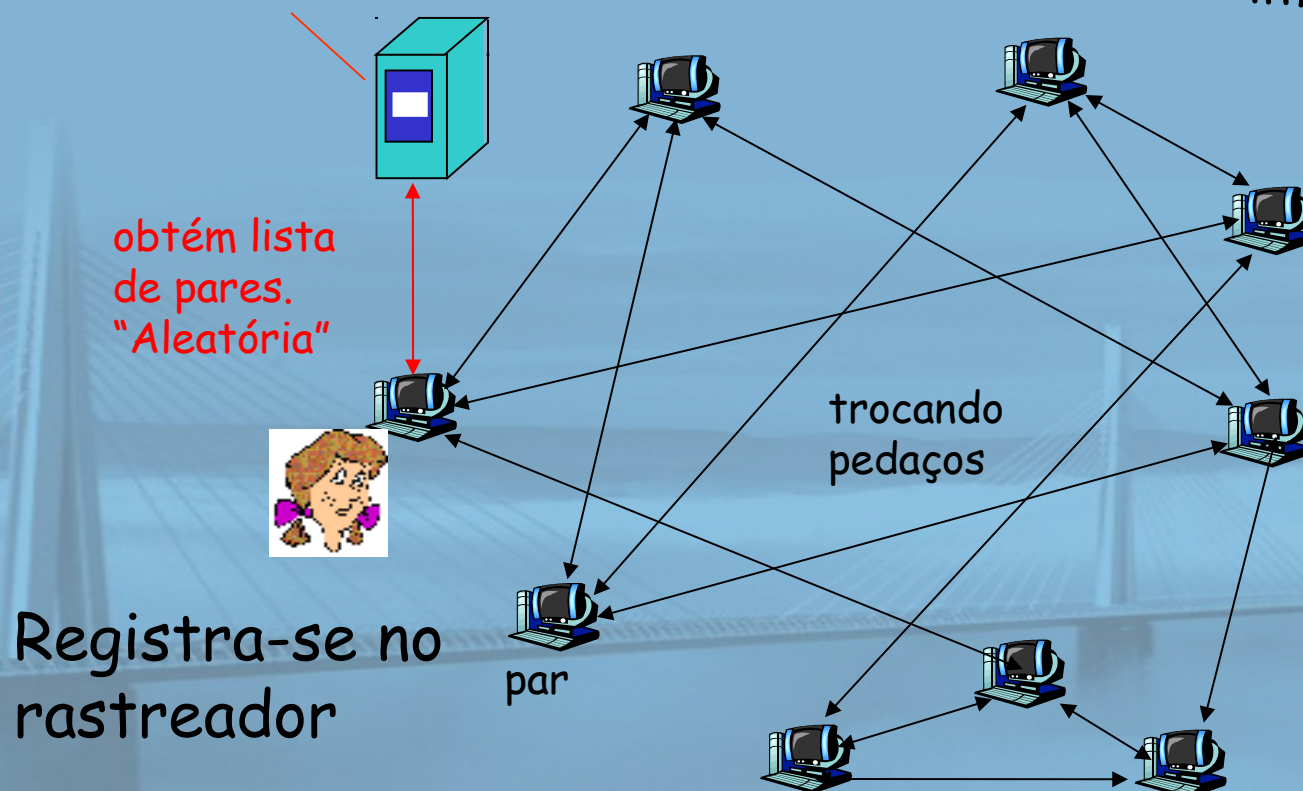 obtém lista
de pares.
“Aleatória”
trocando
pedaços
Registra-se no
rastreador
par